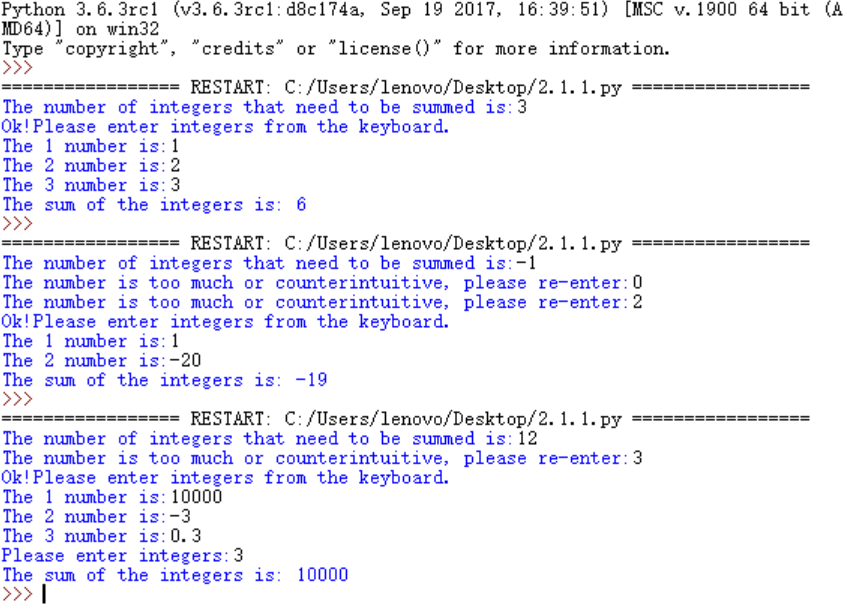 Python 3.6.3rc1 (v3.6.3rc1:d8c174a, Sep 19 2017, 16:39:51) [MSC v.1900 64 bit (A
MD64)] on win32
Type "copyright", "credits" or "license()" for more information.
>>>
================= RESTART: C:/Users/lenovo/Desktop/2.1.1.py =================
The number of integers that need to be summed is:3
Ok!Please enter integers from the keyboard.
The 1 number is:1
The 2 number is:2
The 3 number is:3
The sum of the integers is: 6
>>>
================= RESTART: C:/Users/lenovo/Desktop/2.1.1.py =================
The number of integers that need to be summed is:-1
The number is too much or counterintuitive, please re-enter:0
The number is too much or counterintuitive, please re-enter:2
Ok!Please enter integers from the keyboard.
The 1 number is:1
The 2 number is:-20
The sum of the integers is: -19
>>>
================= RESTART: C:/Users/lenovo/Desktop/2.1.1.py =================
The number of integers that need to be summed is:12
The number is too much or counterintuitive, please re-enter:3
Ok!Please enter integers from the keyboard.
The 1 number is:10000
The 2 number is:-3
The 3 number is:0.3
Please enter integers:3
The sum of the integers is: 10000
>>>